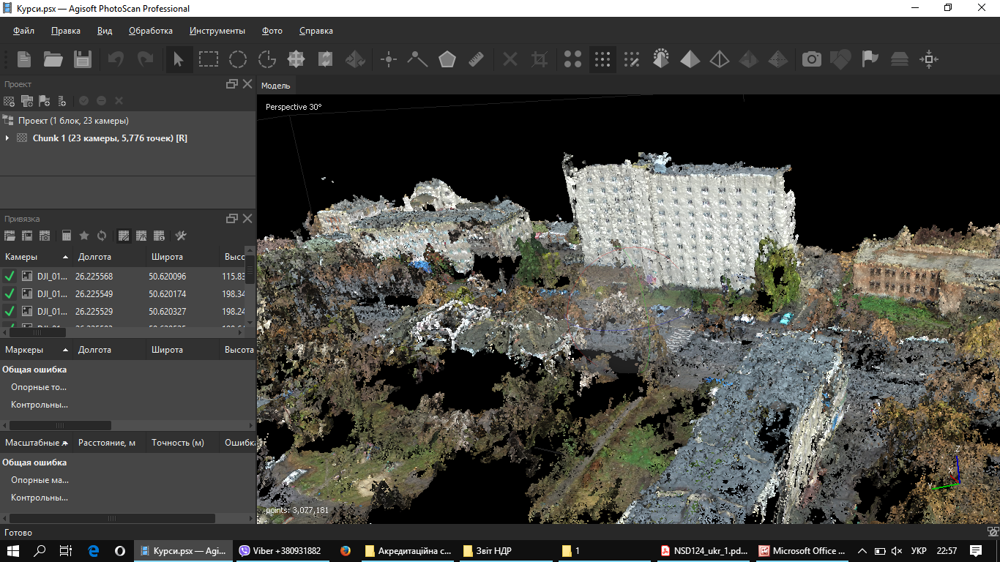 Курси.psx — Agisoft PhotoScan Professional
Файл Правка Вид Обработка Инструменты Фото Справка
Проект
Модель
Perspective 30°
Проект (1 блок, 23 камеры)
Chunk 1 (23 камеры, 5,776 точек) [R]
Привязка
Камеры Долгота Широта Высо
DJI_01... 26.225568 50.620096 115.83
DJI_01... 26.225549 50.620174 198.34
DJI_01... 26.225529 50.620327 198.24
Маркеры Долгота Широта Высота
Общая ошибка
Опорные то...
Контрольны...
Масштабные Расстояние, м Точность (м) Ошибка
Общая ошибка
Опорные ма...
Контрольны...
Z
X
Y
points: 3,077,181
Готово
Курси.psx — Agi... Viber +380931882 Акредитаційна с... Звіт НДР 1 NSD124_ukr_1.pd... Microsoft Office ... УКР 22:57